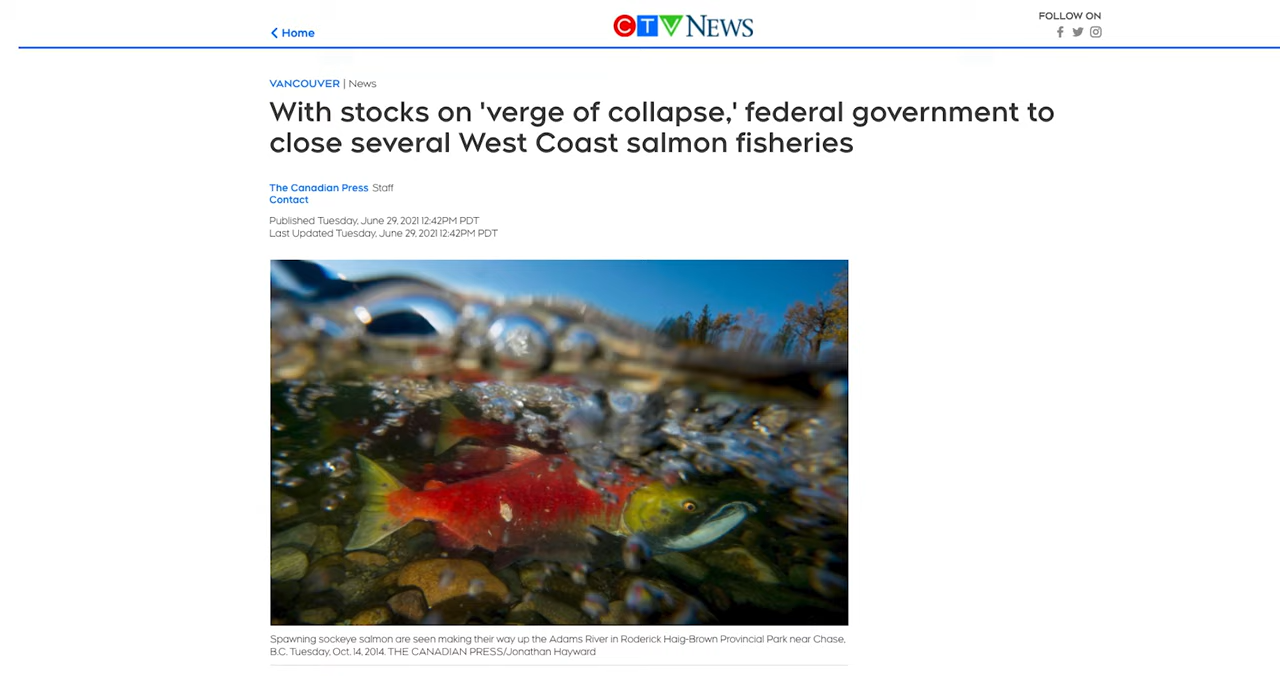 FOLLOW ON
Home
CTV NEWS
VANCOUVER | News
With stocks on 'verge of collapse,' federal government to
close several West Coast salmon fisheries
The Canadian Press Staff
Contact
Published Tuesday, June 29, 2021 12:42PM PDT
Last Updated Tuesday, June 29, 2021 12:42PM PDT
Spawning sockeye salmon are seen making their way up the Adams River in Roderick Haig-Brown Provincial Park near Chase,
B.C. Tuesday, Oct. 14, 2014. THE CANADIAN PRESS/Jonathan Hayward